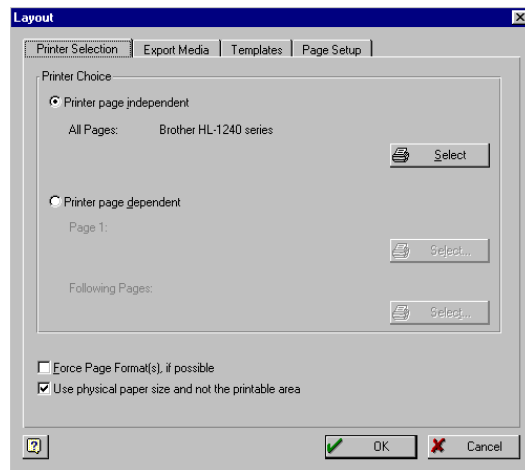 Layout
Printer Selection Export Media Templates Page Setup
Printer Choice
Printer page independent
All Pages: Brother HL-1240 series
Select
Printer page dependent
Page 1:
Select...
Following Pages:
Select...
Force Page Format(s), if possible
Use physical paper size and not the printable area
OK Cancel